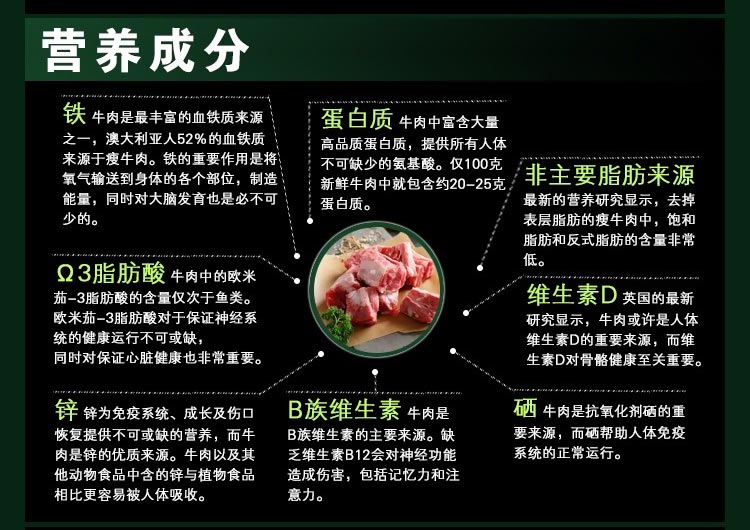 营养成分
铁 牛肉是最丰富的血铁质来源
之一，澳大利亚人52%的血铁质
来源于瘦牛肉。铁的重要作用是将
氧气输送到身体的各个部位，制造
能量，同时对大脑发育也是必不可
少的。
蛋白质 牛肉中富含大量
高品质蛋白质，提供所有人体
不可缺少的氨基酸。仅100克
新鲜牛肉中就包含约20-25克
蛋白质。
非主要脂肪来源
最新的营养研究显示，去掉
表层脂肪的瘦牛肉中，饱和
脂肪和反式脂肪的含量非常
低。
Ω3脂肪酸 牛肉中的欧米
茄-3脂肪酸的含量仅次于鱼类。
欧米茄-3脂肪酸对于保证神经系
统的健康运行不可或缺，
同时对保证心脏健康也非常重要。
维生素D 英国的最新
研究显示，牛肉或许是人体
维生素D的重要来源，而维
生素D对骨骼健康至关重要。
锌 锌为免疫系统、成长及伤口
恢复提供不可或缺的营养，而牛
肉是锌的优质来源。牛肉以及其
他动物食品中含的锌与植物食品
相比更容易被人体吸收。
B族维生素 牛肉是
B族维生素的主要来源。缺
乏维生素B12会对神经功能
造成伤害，包括记忆力和注
意力。
硒 牛肉是抗氧化剂硒的重
要来源，而硒帮助人体免疫
系统的正常运行。